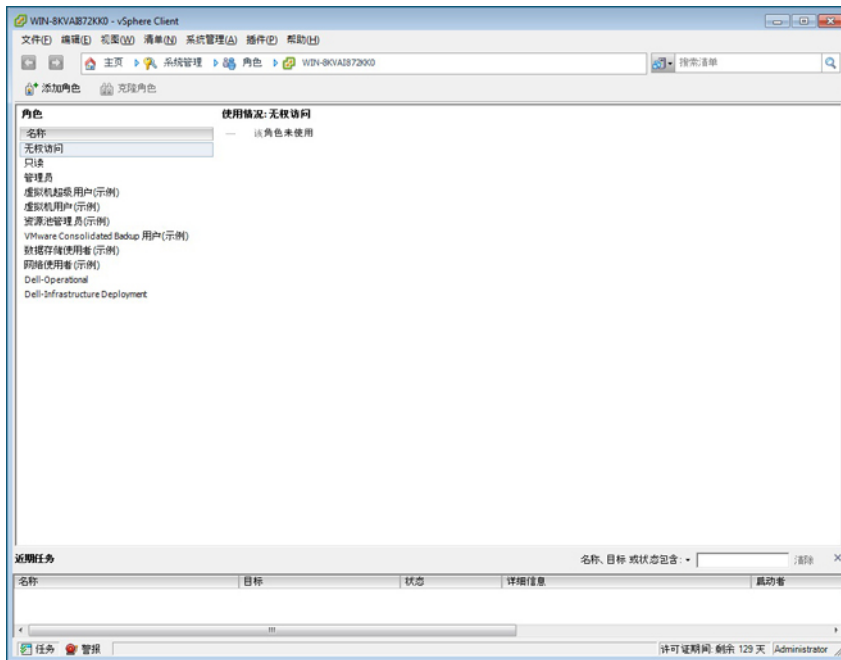 WIN-8KVAI872KK0 - vSphere Client
文件(F) 编辑(E) 视图(W) 清单(N) 系统管理(A) 插件(P) 帮助(H)
主页 系统管理 角色 WIN-8KVAI872KK0 搜索清单
添加角色 克隆角色
角色
使用情况: 无权访问
名称
该角色未使用
无权访问
只读
管理员
虚拟机超级用户(示例)
虚拟机用户(示例)
资源池管理员(示例)
VMware Consolidated Backup 用户(示例)
数据存储使用者(示例)
网络使用者(示例)
Dell-Operational
Dell-Infrastructure Deployment
近期任务 名称、目标 或状态包含: 清除
名称 目标 状态 详细信息 启动者
任务 警报 许可证期间: 剩余 129 天 Administrator